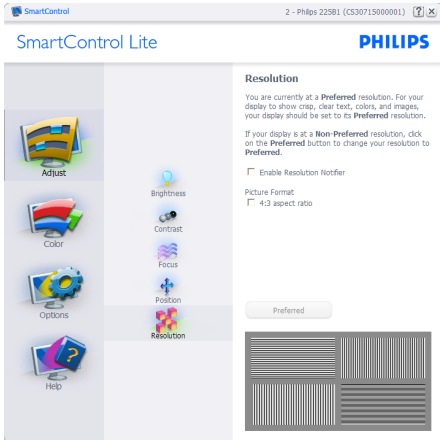 SmartControl
2 - Philips 225B1 (CS30715000001)
SmartControl Lite
PHILIPS
Adjust
Color
Options
Help
Brightness
Contrast
Focus
Position
Resolution
Resolution
You are currently at a Preferred resolution. For your
display to show crisp, clear text, colors, and images,
your display should be set to its Preferred resolution.
If your display is at a Non-Preferred resolution, click
on the Preferred button to change your resolution to
Preferred.
Enable Resolution Notifier
Picture Format
4:3 aspect ratio
Preferred